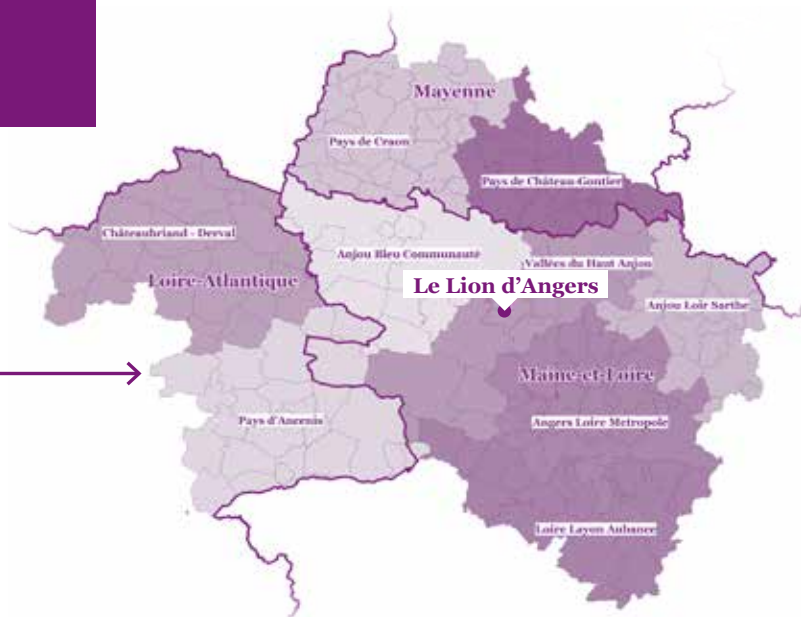 Mayenne
Pays de Craon
Pays de Château-Gontier
Châteaubriand - Derval
Anjou Bleu Communauté
Vallées du Haut Anjou
Loire-Atlantique
Le Lion d'Angers
Anjou Loir Sarthe
Maine-et-Loire
Pays d'Ancenis
Angers Loire Metropole
Loire Layon Aubance